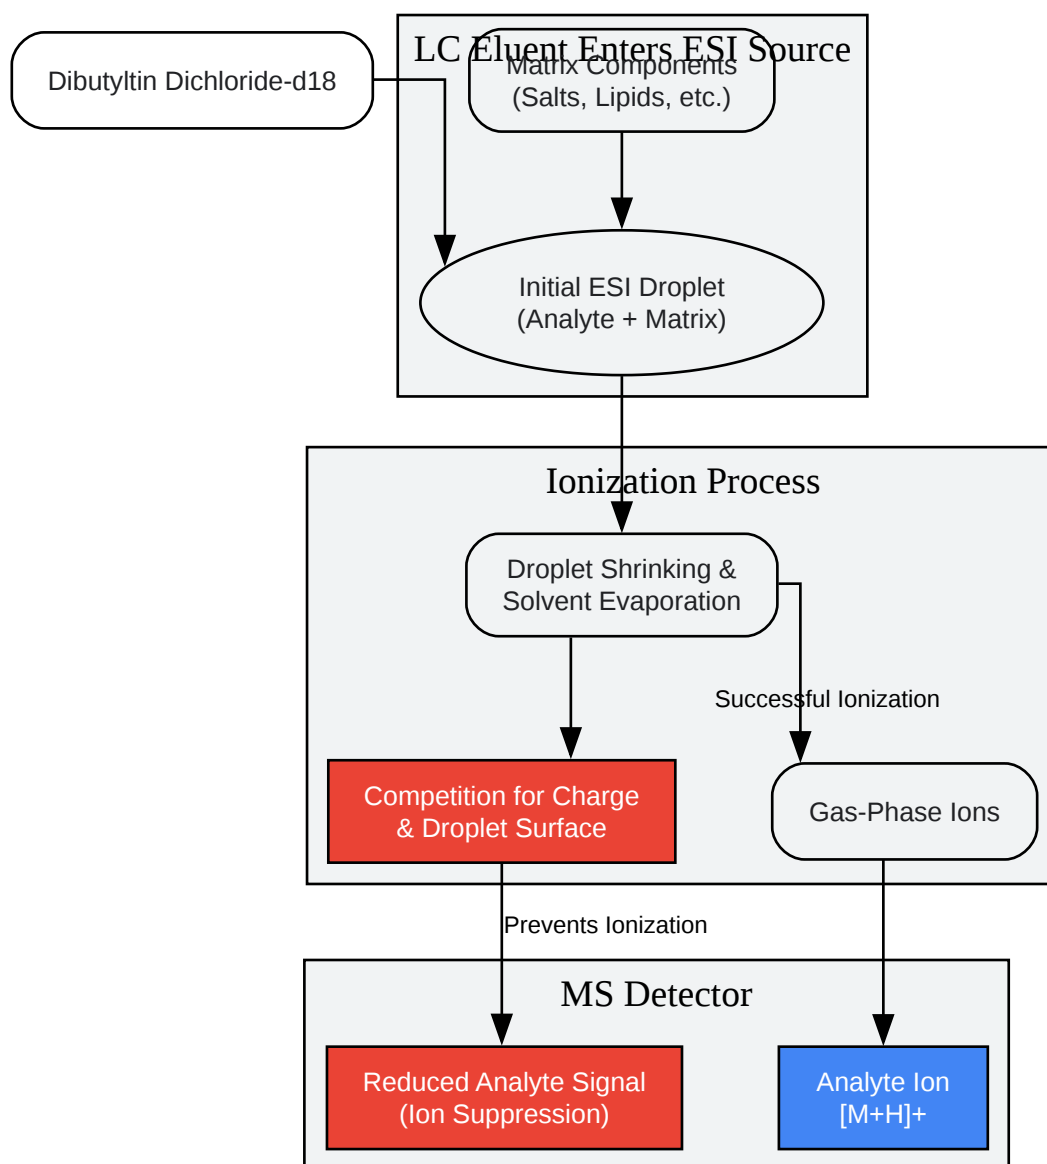 LC Eluent Enters ESI Source
Dibutyltin Dichloride-d18
Matrix Components
(Salts, Lipids, etc.)
Initial ESI Droplet
(Analyte + Matrix)
Ionization Process
Droplet Shrinking &
Solvent Evaporation
Successful Ionization
Competition for Charge
& Droplet Surface
Gas-Phase Ions
Prevents Ionization
MS Detector
Reduced Analyte Signal
(Ion Suppression)
Analyte Ion
[M+H]+